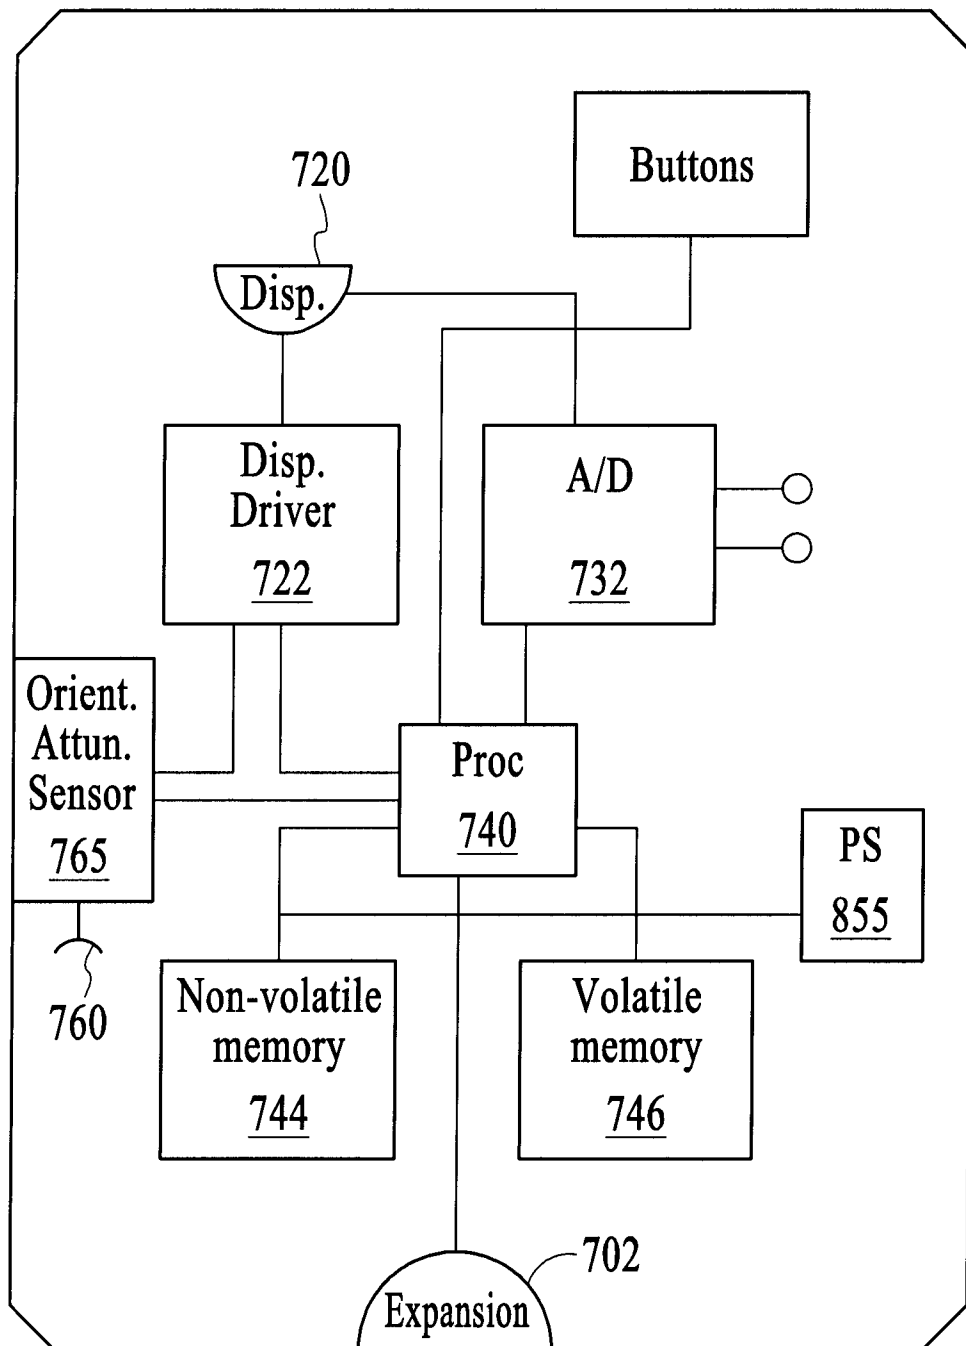 Buttons
720
Disp.
Disp.
Driver
722
A/D
732
Orient.
Attun.
Sensor
765
Proc
740
PS
855
760
Non-volatile
memory
744
Volatile
memory
746
702
Expansion